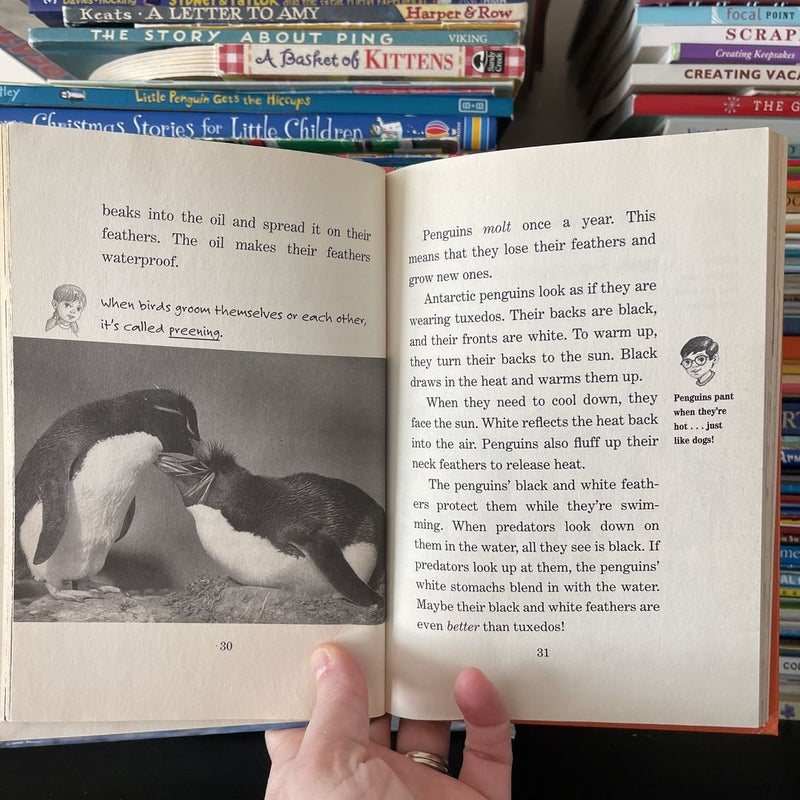 Keats · A LETTER TO AMY Harper & Row
THE STORY ABOUT PING VIKING
A Basket of KITTENS
Little Penguin Gets the Hiccups
Christmas Stories for Little Children
focal POINT
SCRAP
Creating Keepsakes
CREATING VACA
THE G
beaks into the oil and spread it on their
feathers. The oil makes their feathers
waterproof.
When birds groom themselves or each other,
it's called preening.
30
Penguins molt once a year. This
means that they lose their feathers and
grow new ones.
Antarctic penguins look as if they are
wearing tuxedos. Their backs are black,
and their fronts are white. To warm up,
they turn their backs to the sun. Black
draws in the heat and warms them up.
When they need to cool down, they
face the sun. White reflects the heat back
into the air. Penguins also fluff up their
neck feathers to release heat.
The penguins' black and white feath-
ers protect them while they're swim-
ming. When predators look down on
them in the water, all they see is black. If
predators look up at them, the penguins'
white stomachs blend in with the water.
Maybe their black and white feathers are
even better than tuxedos!
31
Penguins pant
when they're
hot . . . just
like dogs!